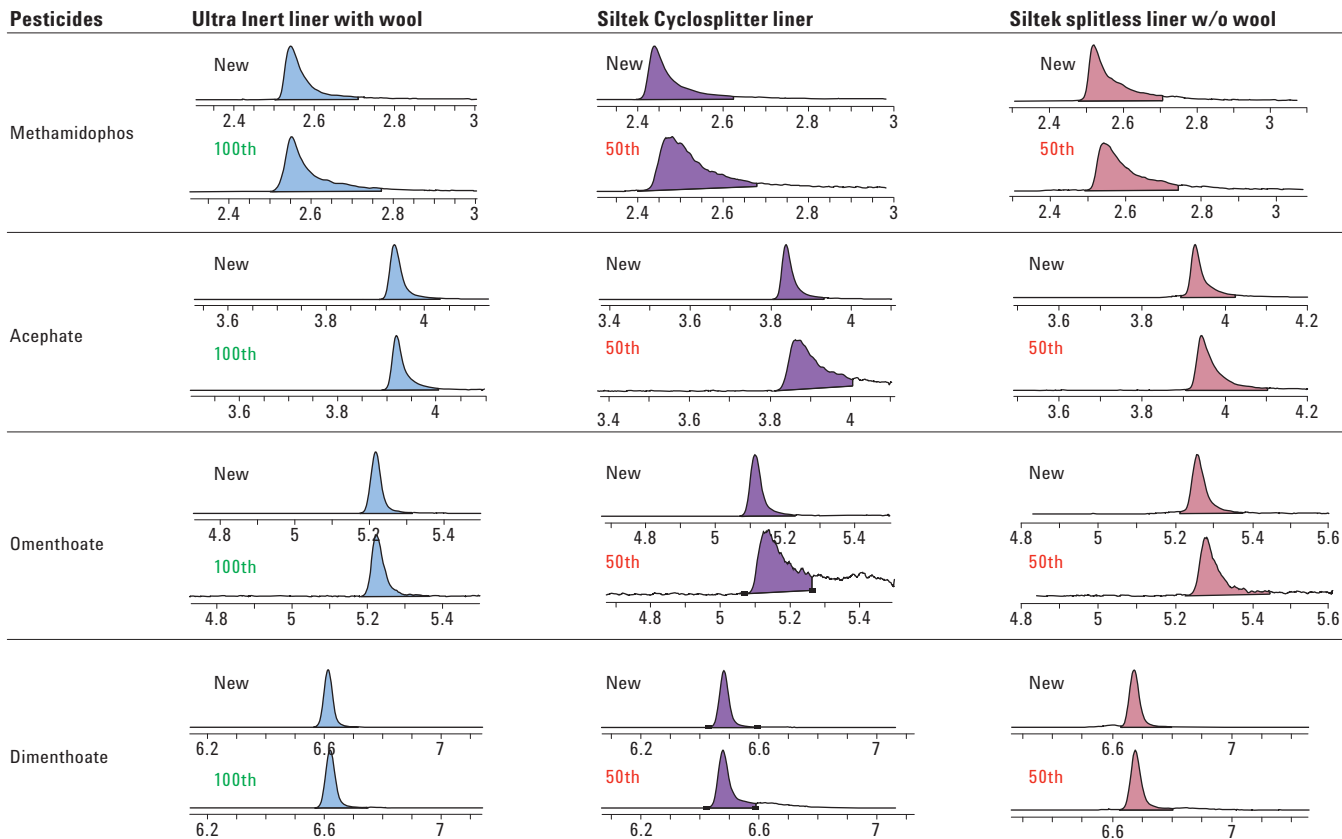 Pesticides Ultra Inert liner with wool Siltek Cyclosplitter liner Siltek splitless liner w/o wool
New New New
2.4 2.6 2.8 3 2.4 2.6 2.8 3 2.4 2.6 2.8 3
Methamidophos
100th 50th 50th
2.4 2.6 2.8 3 2.4 2.6 2.8 3 2.4 2.6 2.8 3
New New New
3.6 3.8 4 3.4 3.6 3.8 4 3.6 3.8 4 4.2
Acephate
100th 50th 50th
3.6 3.8 4 3.4 3.6 3.8 4 3.6 3.8 4 4.2
New New New
4.8 5 5.2 5.4 4.8 5 5.2 5.4 4.8 5 5.2 5.4 5.6
Omenthoate
100th 50th 50th
4.8 5 5.2 5.4 4.8 5 5.2 5.4 4.8 5 5.2 5.4 5.6
New New New
6.2 6.6 7 6.2 6.6 7 6.6 7
Dimenthoate
100th 50th 50th
6.2 6.6 7 6.2 6.6 7 6.6 7